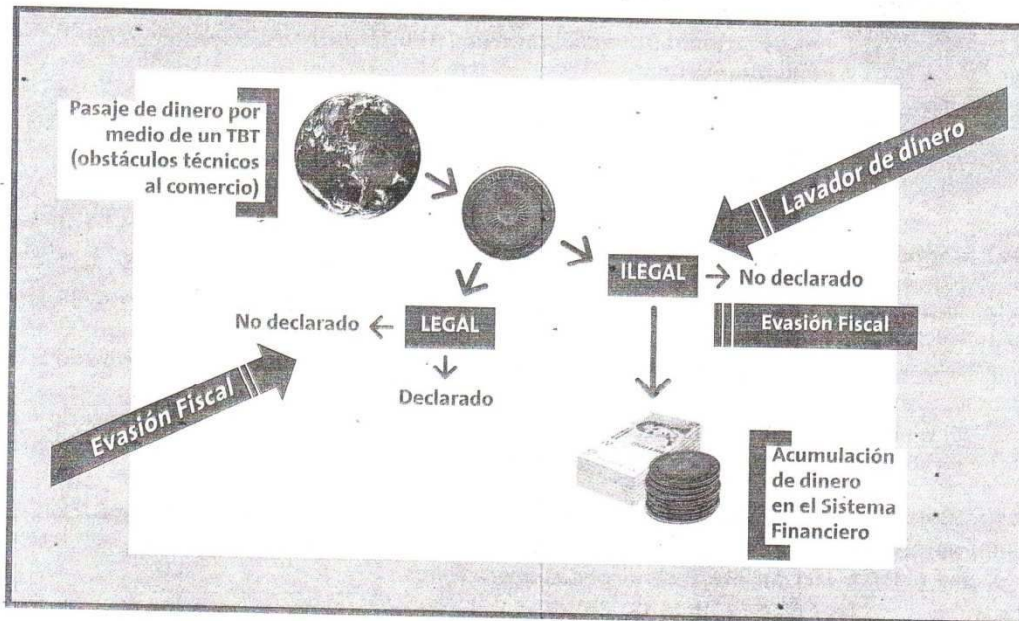 Pasaje de dinero por
medio de un TBT
(obstáculos técnicos
al comercio)
Lavador de dinero
ILEGAL
No declarado
Evasión Fiscal
No declarado
LEGAL
Declarado
Evasión Fiscal
Acumulación
de dinero
en el Sistema
Financiero